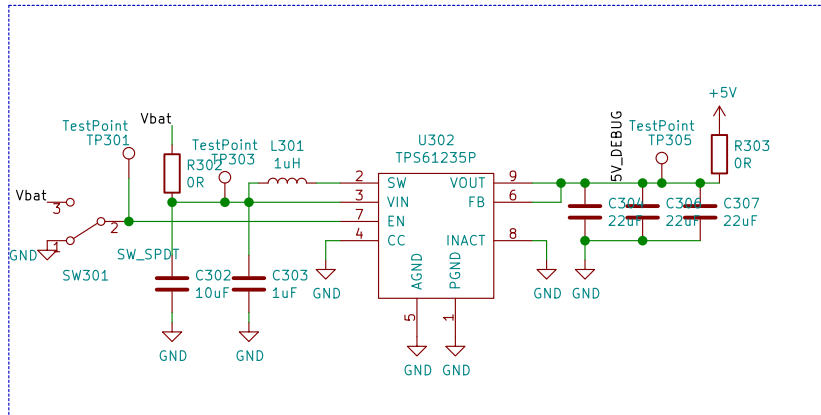 +5V
TestPoint
TP301
Vbat
TestPoint
TP303
L301
1uH
U302
TPS61235P
5V_DEBUG
TestPoint
TP305
R302
0R
R303
0R
2
SW
VOUT
9
3
VIN
FB
6
7
EN
4
CC
INACT
8
AGND
PGND
5
1
Vbat
3
2
1
GND
SW301
SW_SPDT
C302
10uF
C303
1uF
C304
22uF
C306
22uF
C307
22uF
GND
GND
GND
GND
GND
GND
GND
GND